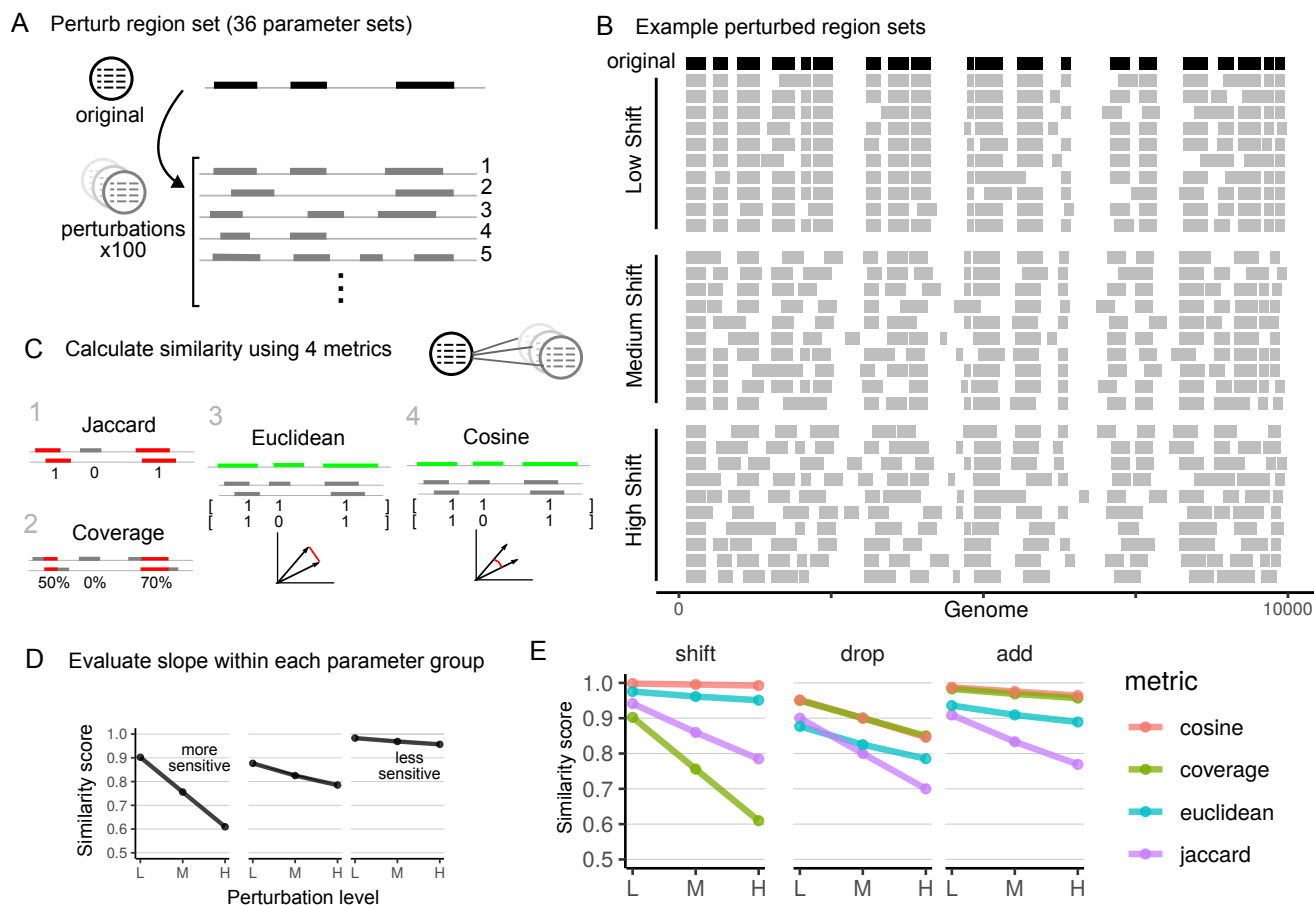 A Perturb region set (36 parameter sets)
original
perturbations
x100
1
2
3
4
5
B Example perturbed region sets
original
Low Shift
Medium Shift
High Shift
0
Genome
10000
C Calculate similarity using 4 metrics
1
Jaccard
1 0 1
2
Coverage
50% 0% 70%
3
Euclidean
[ 1 1 1 ]
[ 1 0 1 ]
4
Cosine
[ 1 1 1 ]
[ 1 0 1 ]
D Evaluate slope within each parameter group
Similarity score
1.0
0.9
0.8
0.7
0.6
0.5
more
sensitive
less
sensitive
L M H L M H L M H
Perturbation level
E
shift drop add
Similarity score
1.0
0.9
0.8
0.7
0.6
0.5
L M H L M H L M H
metric
cosine
coverage
euclidean
jaccard